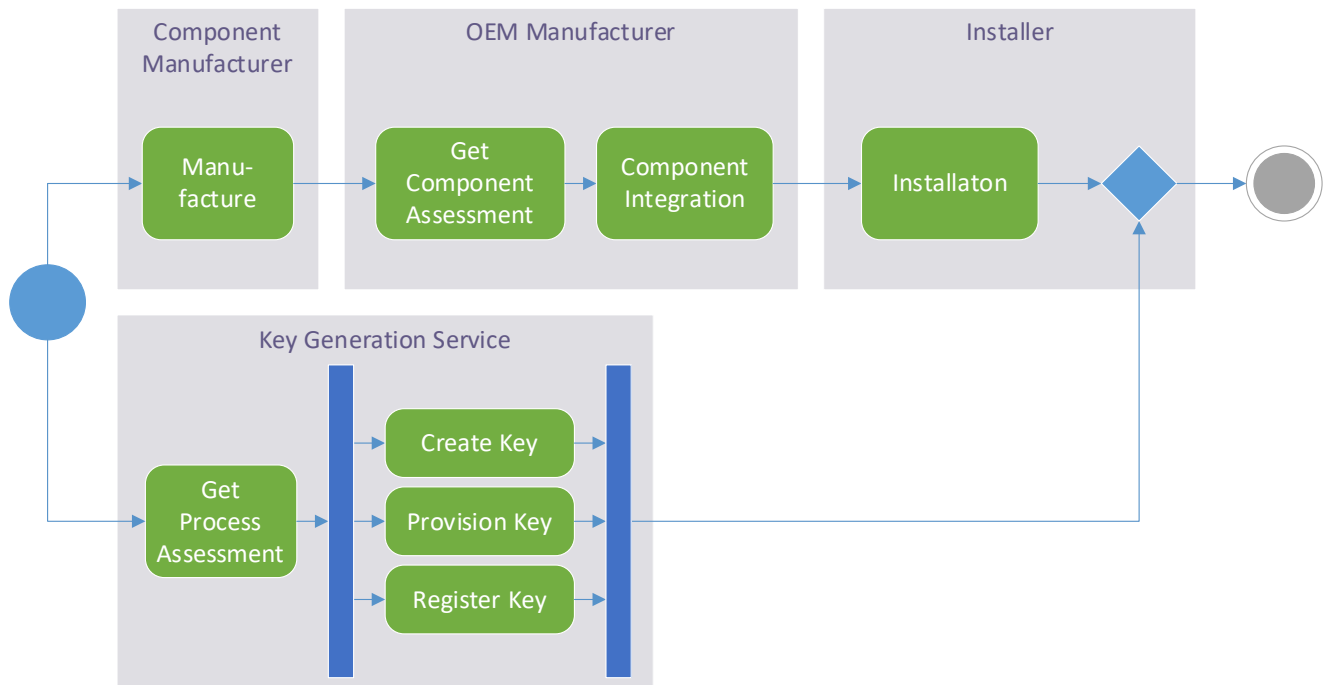 Component
Manufacturer
OEM Manufacturer
Installer
Manu-
facture
Get
Component
Assessment
Component
Integration
Installaton
Key Generation Service
Get
Process
Assessment
Create Key
Provision Key
Register Key